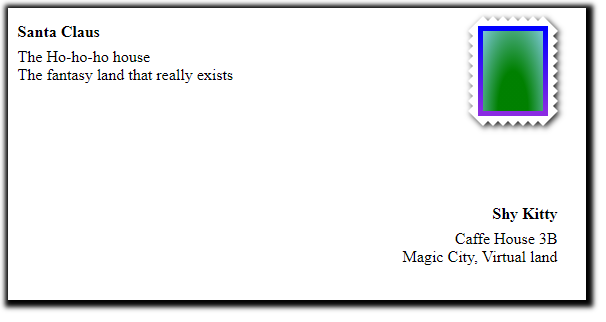 Santa Claus
The Ho-ho-ho house
The fantasy land that really exists
Shy Kitty
Caffe House 3B
Magic City, Virtual land